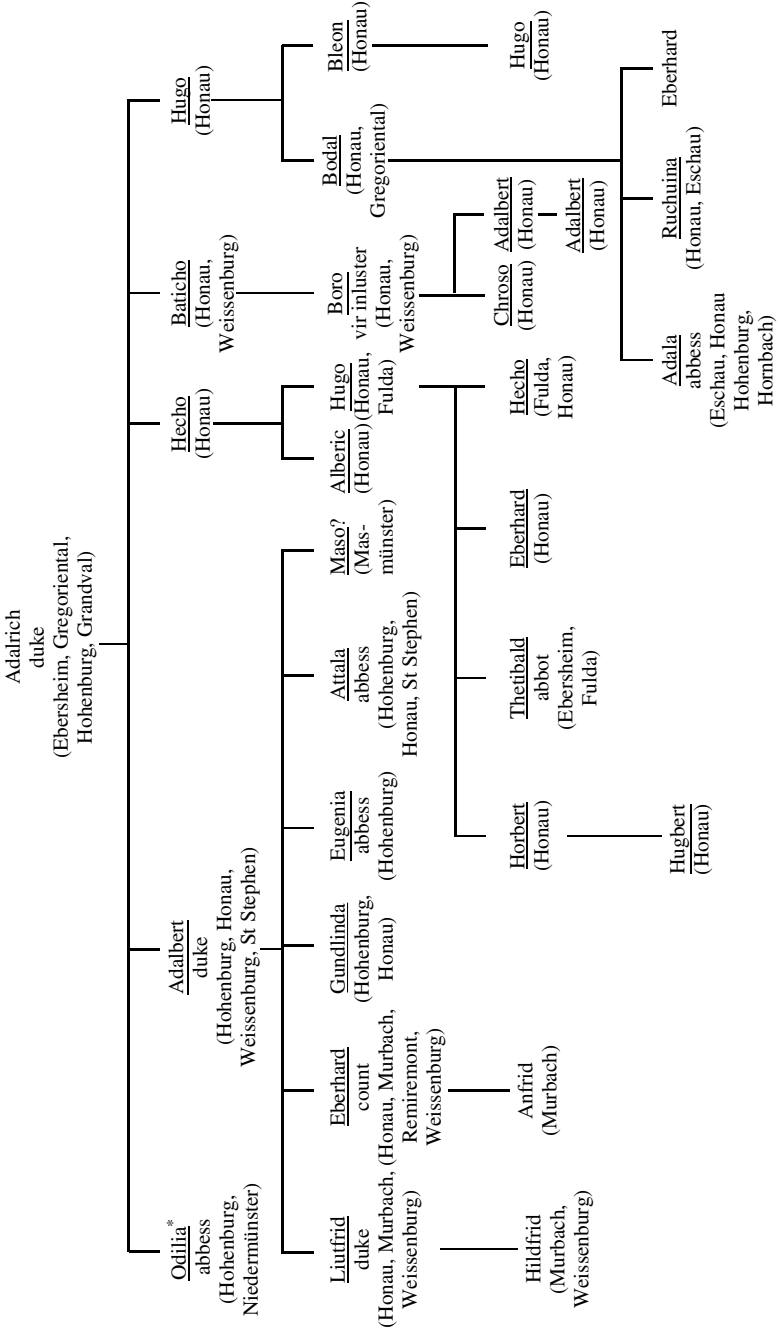 Adalrich
duke
(Ebersheim, Gregoriental,
Hohenburg, Grandval)
Odilia*
abbess
(Hohenburg,
Niedermünster)
Adalbert
duke
(Hohenburg, Honau,
Weissenburg, St Stephen)
Hecho
(Honau)
Baticho
(Honau,
Weissenburg)
Hugo
(Honau)
Liutfrid
duke
(Honau, Murbach,
Weissenburg)
Eberhard
count
(Honau, Murbach,
Remiremont,
Weissenburg)
Gundlinda
(Hohenburg,
Honau)
Eugenia
abbess
(Hohenburg)
Attala
abbess
(Hohenburg,
Honau, St Stephen)
Maso?
(Mas-
münster)
Alberic
(Honau)
Hugo
(Honau,
Fulda)
Boro
vir inluster
(Honau,
Weissenburg)
Bodal
(Honau,
Gregoriental)
Bleon
(Honau)
Hildfrid
(Murbach,
Weissenburg)
Anfrid
(Murbach)
Horbert
(Honau)
Thetibald
abbot
(Ebersheim,
Fulda)
Eberhard
(Honau)
Hecho
(Fulda,
Honau)
Chroso
(Honau)
Adalbert
(Honau)
Adalbert
(Honau)
Hugo
(Honau)
Hugbert
(Honau)
Adala
abbess
(Eschau, Honau
Hohenburg,
Hornbach)
Ruchuina
(Honau, Eschau)
Eberhard